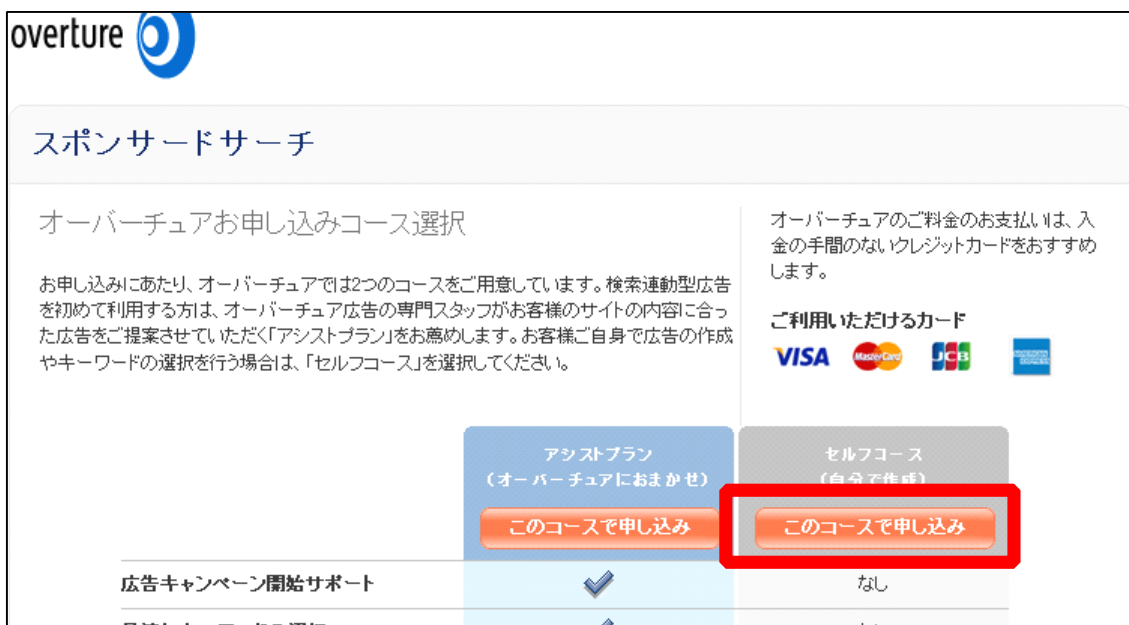 overture
スポンサードサーチ
オーバーチュアお申し込みコース選択
お申し込みにあたり、オーバーチュアでは2つのコースをご用意しています。検索連動型広告
を初めて利用する方は、オーバーチュア広告の専門スタッフがお客様のサイトの内容に合っ
た広告をご提案させていただく「アシストプラン」をお薦めします。お客様ご自身で広告の作成
やキーワードの選択を行う場合は、「セルフコース」を選択してください。
オーバーチュアのご料金のお支払いは、入
金の手間のないクレジットカードをおすすめ
します。
ご利用いただけるカード
VISA MasterCard JCB AMERICAN EXPRESS
アシストプラン
（オーバーチュアにおまかせ）
このコースで申し込み
セルフコース
（自分で作成）
このコースで申し込み
広告キャンペーン開始サポート
なし